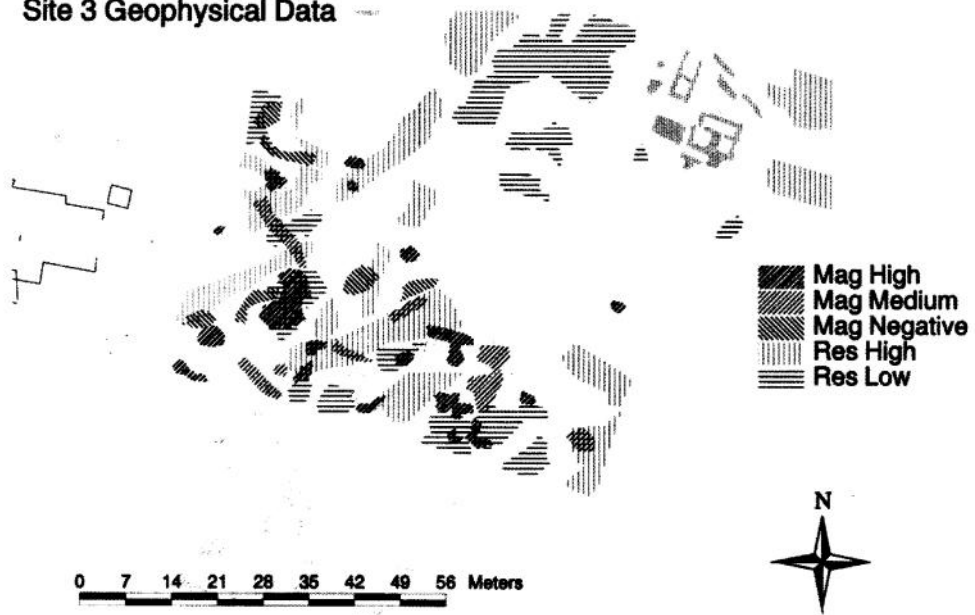 Site 3 Geophysical Data
Mag High
Mag Medium
Mag Negative
Res High
Res Low
N
0 7 14 21 28 35 42 49 56 Meters